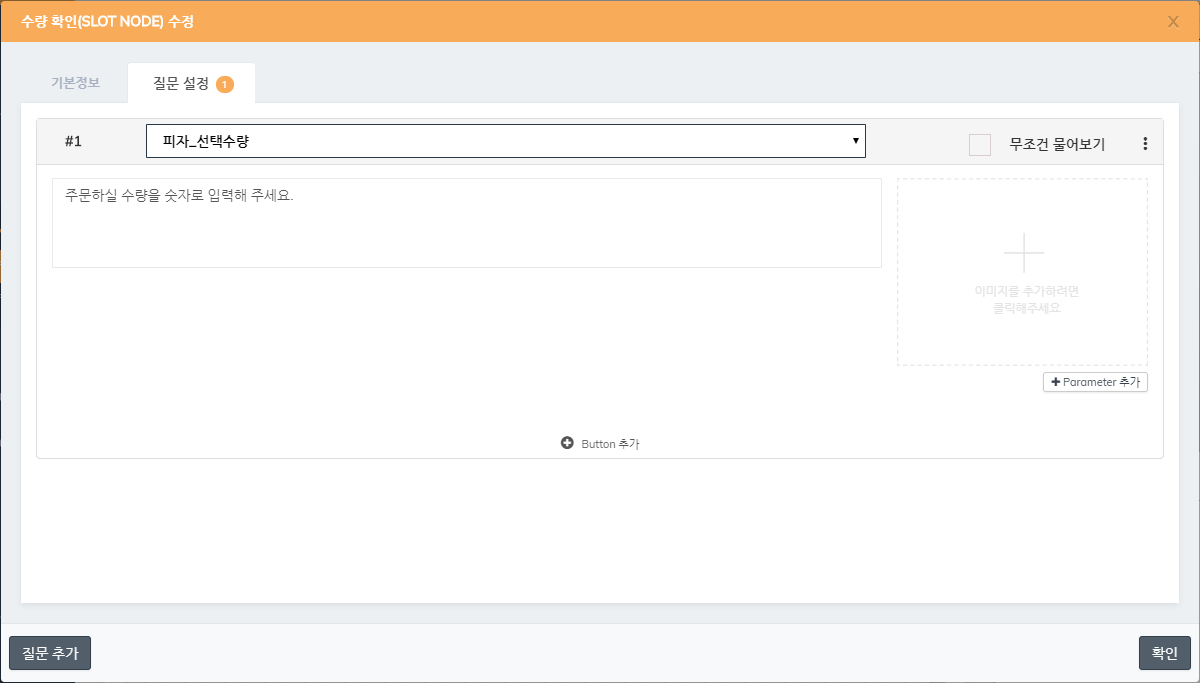 수량 확인(SLOT NODE) 수정
X
기본정보
질문 설정 1
#1
피자_선택수량
무조건 물어보기
주문하실 수량을 숫자로 입력해 주세요.
이미지를 추가하려면
클릭해주세요
Parameter 추가
Button 추가
질문 추가
확인